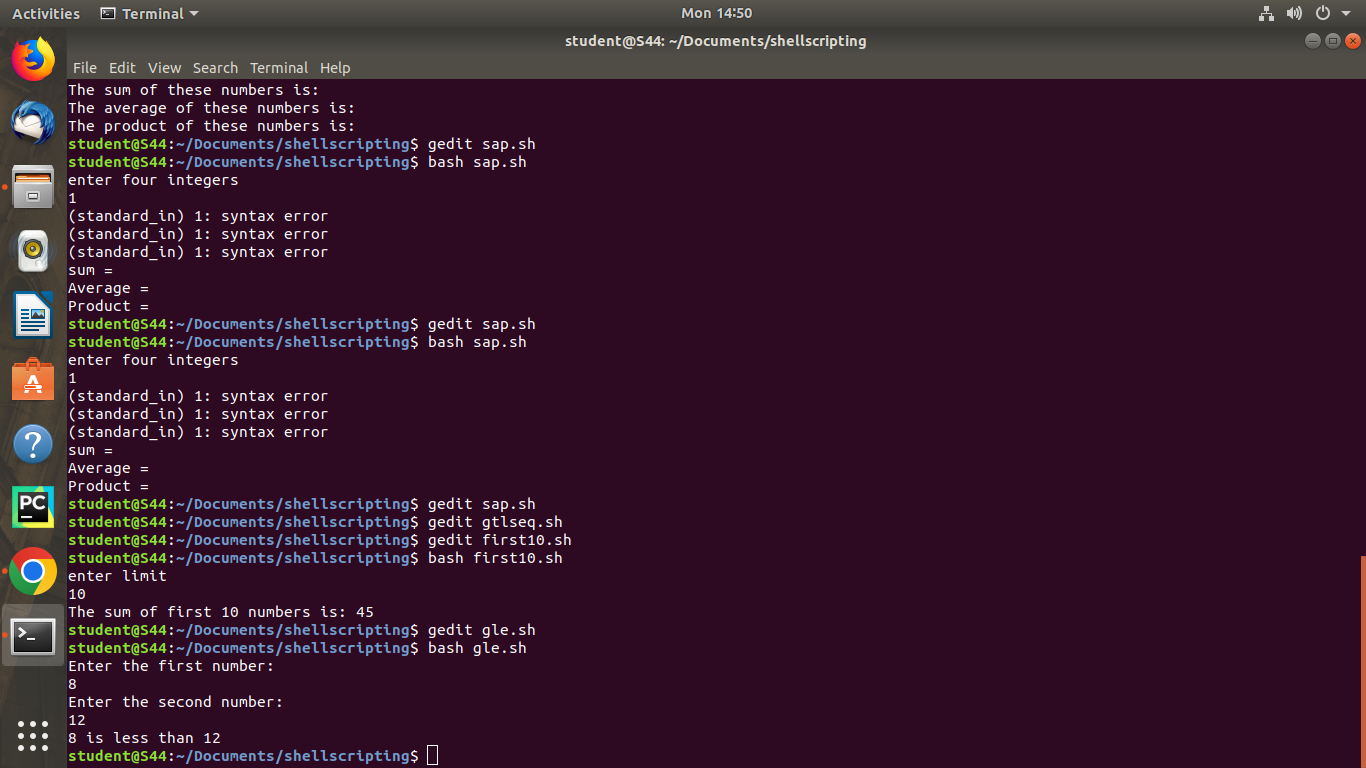 Activities
Terminal
Mon 14:50
student@S44: ~/Documents/shellscripting
File Edit View Search Terminal Help
The sum of these numbers is:
The average of these numbers is:
The product of these numbers is:
student@S44:~/Documents/shellscripting$ gedit sap.sh
student@S44:~/Documents/shellscripting$ bash sap.sh
enter four integers
1
(standard_in) 1: syntax error
(standard_in) 1: syntax error
(standard_in) 1: syntax error
sum =
Average =
Product =
student@S44:~/Documents/shellscripting$ gedit sap.sh
student@S44:~/Documents/shellscripting$ bash sap.sh
enter four integers
1
(standard_in) 1: syntax error
(standard_in) 1: syntax error
(standard_in) 1: syntax error
sum =
Average =
Product =
student@S44:~/Documents/shellscripting$ gedit sap.sh
student@S44:~/Documents/shellscripting$ gedit gtlseq.sh
student@S44:~/Documents/shellscripting$ gedit first10.sh
student@S44:~/Documents/shellscripting$ bash first10.sh
enter limit
10
The sum of first 10 numbers is: 45
student@S44:~/Documents/shellscripting$ gedit gle.sh
student@S44:~/Documents/shellscripting$ bash gle.sh
Enter the first number:
8
Enter the second number:
12
8 is less than 12
student@S44:~/Documents/shellscripting$
PC